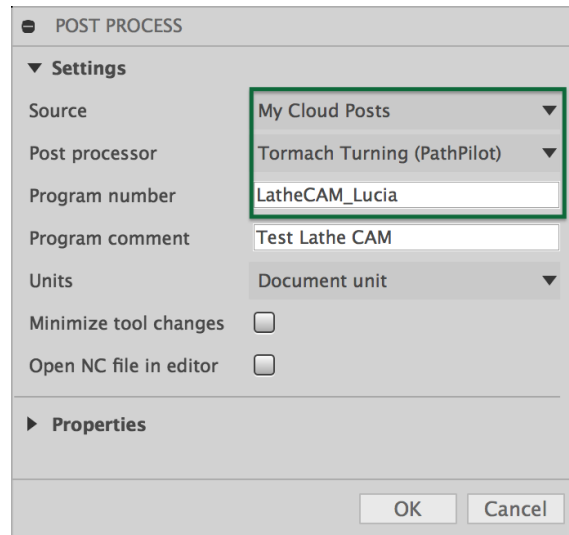 POST PROCESS
Settings
Source My Cloud Posts
Post processor Tormach Turning (PathPilot)
Program number LatheCAM_Lucia
Program comment Test Lathe CAM
Units Document unit
Minimize tool changes
Open NC file in editor
Properties
OK Cancel